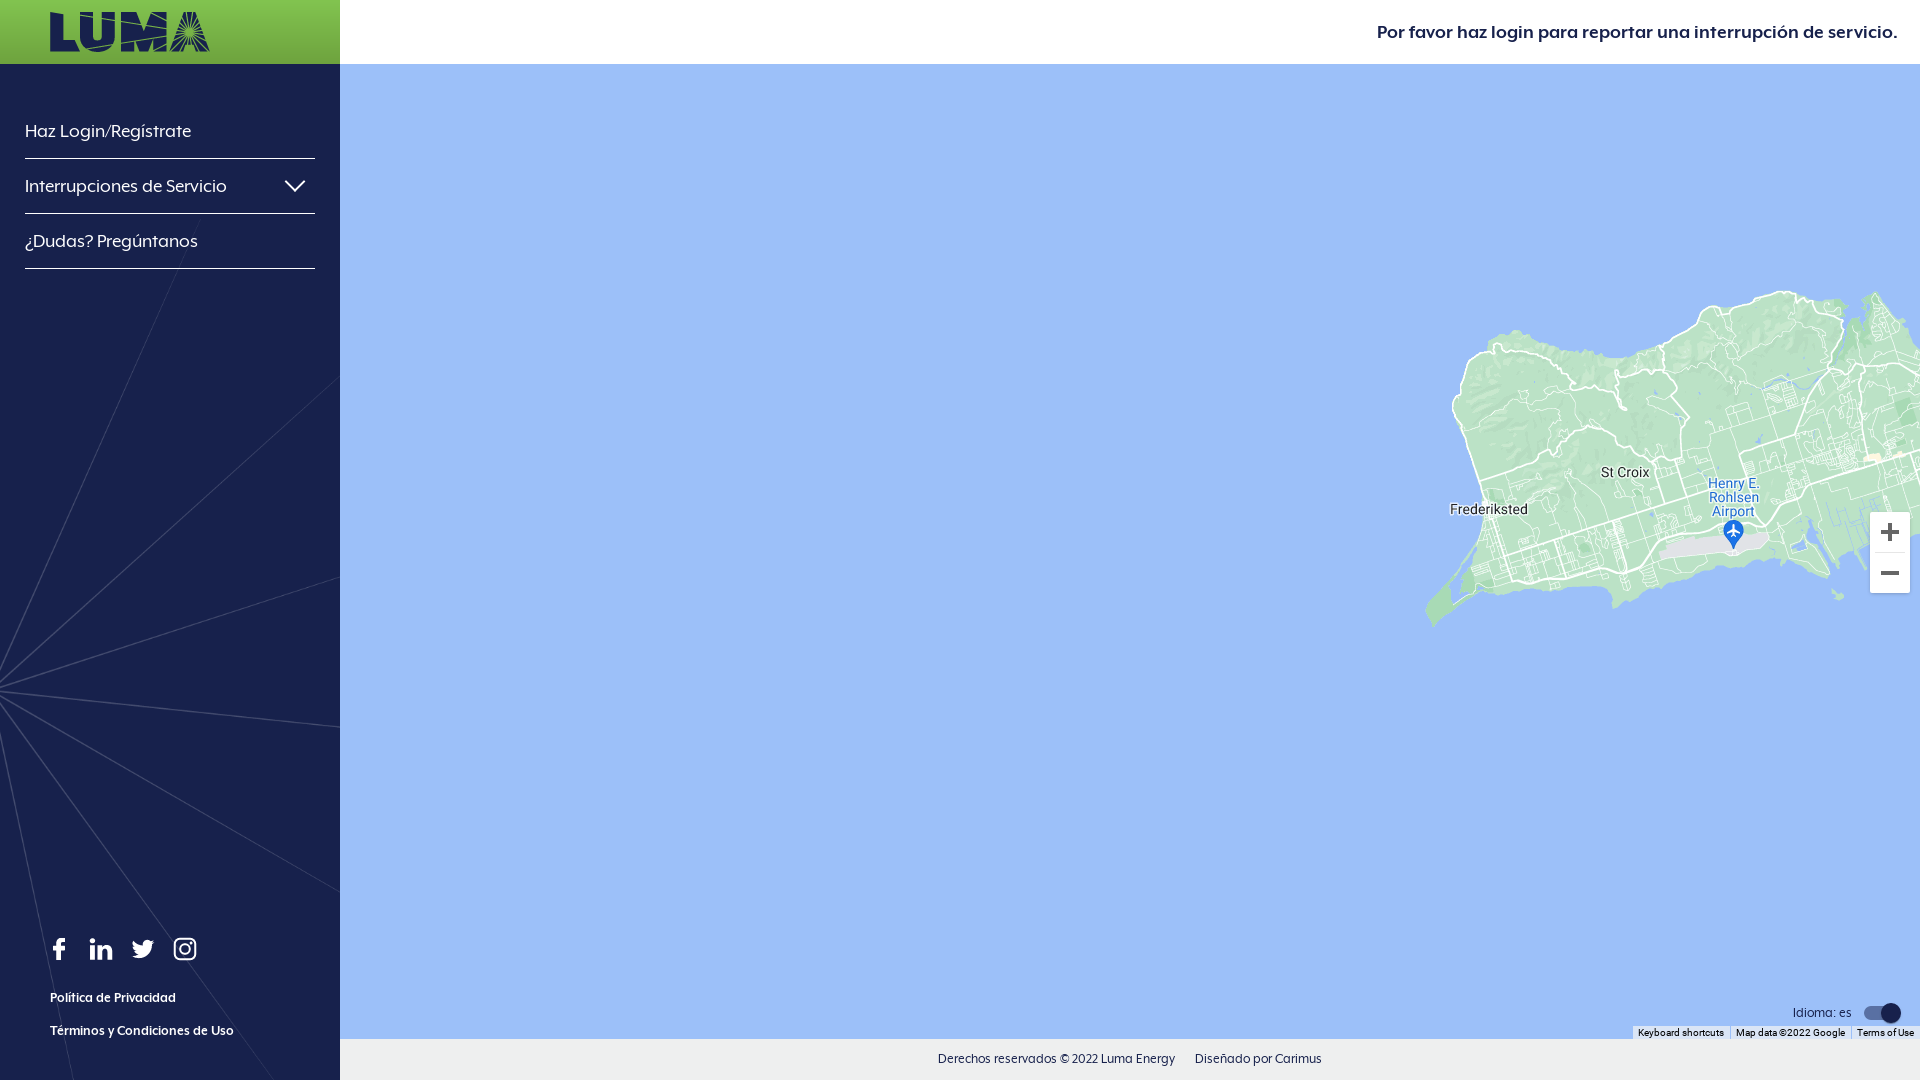 LUMA
Por favor haz login para reportar una interrupción de servicio.
Haz Login/Regístrate
Interrupciones de Servicio
¿Dudas? Pregúntanos
St Croix
Henry E.
Rohlsen
Airport
Frederiksted
Política de Privacidad
Términos y Condiciones de Uso
Idioma: es
Keyboard shortcuts
Map data ©2022 Google
Terms of Use
Derechos reservados © 2022 Luma Energy
Diseñado por Carimus